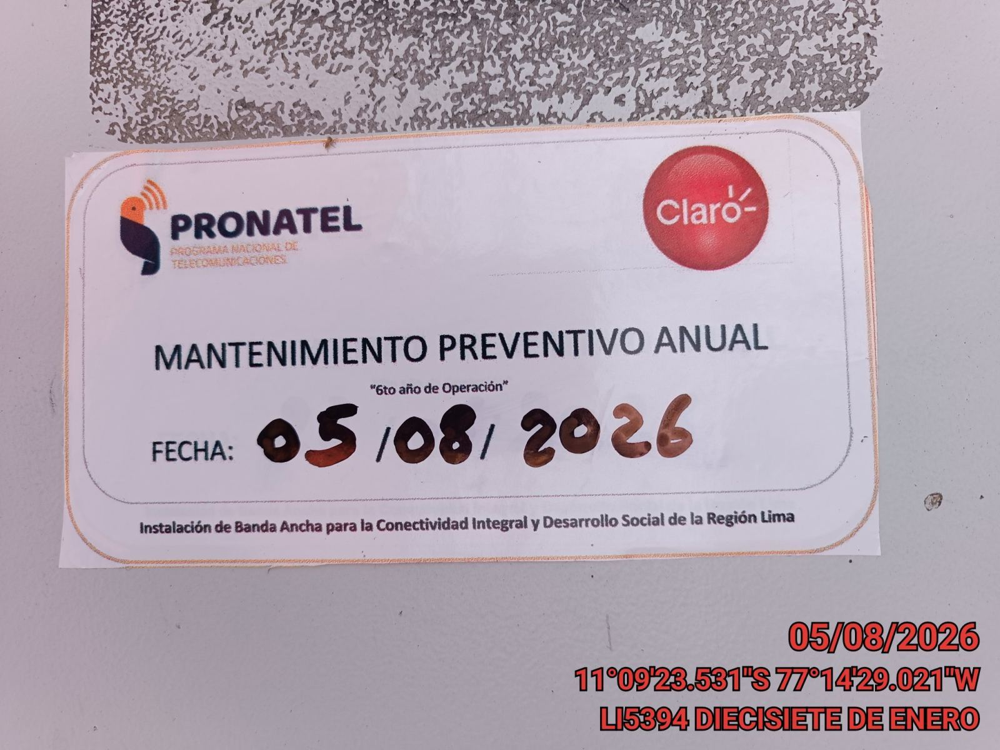 PRONATEL
PROGRAMA NACIONAL DE
TELECOMUNICACIONES
Claro
MANTENIMIENTO PREVENTIVO ANUAL
"6to año de Operación"
FECHA: 05/08/2026
Instalación de Banda Ancha para la Conectividad Integral y Desarrollo Social de la Región Lima
05/08/2026
11°09'23.531"S 77°14'29.021"W
LI5394 DIECISIETE DE ENERO